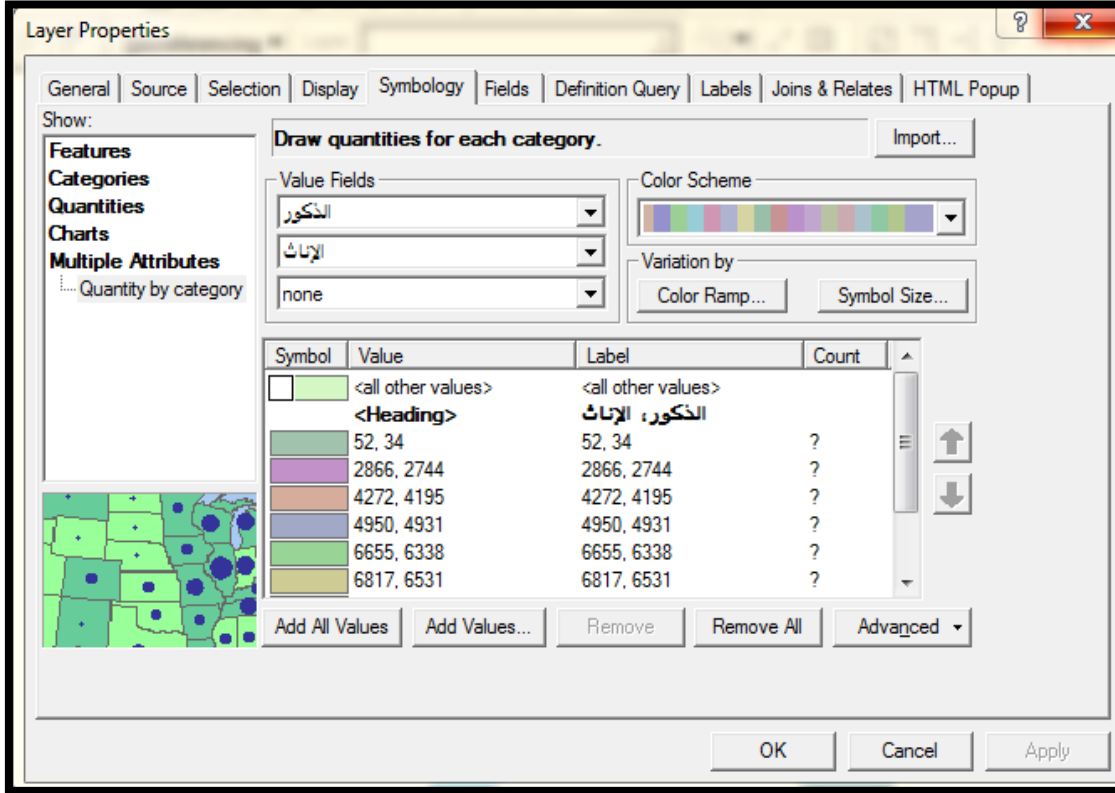 Layer Properties
General Source Selection Display Symbology Fields Definition Query Labels Joins & Relates HTML Popup
Show:
Features
Categories
Quantities
Charts
Multiple Attributes
Quantity by category
Draw quantities for each category.
Import...
Value Fields
الذكور
الإناث
none
Color Scheme
Variation by
Color Ramp...
Symbol Size...
Symbol Value Label Count
<all other values> <all other values>
<Heading> الذكور، الإناث
52, 34 52, 34 ?
2866, 2744 2866, 2744 ?
4272, 4195 4272, 4195 ?
4950, 4931 4950, 4931 ?
6655, 6338 6655, 6338 ?
6817, 6531 6817, 6531 ?
Add All Values Add Values... Remove Remove All Advanced
OK Cancel Apply